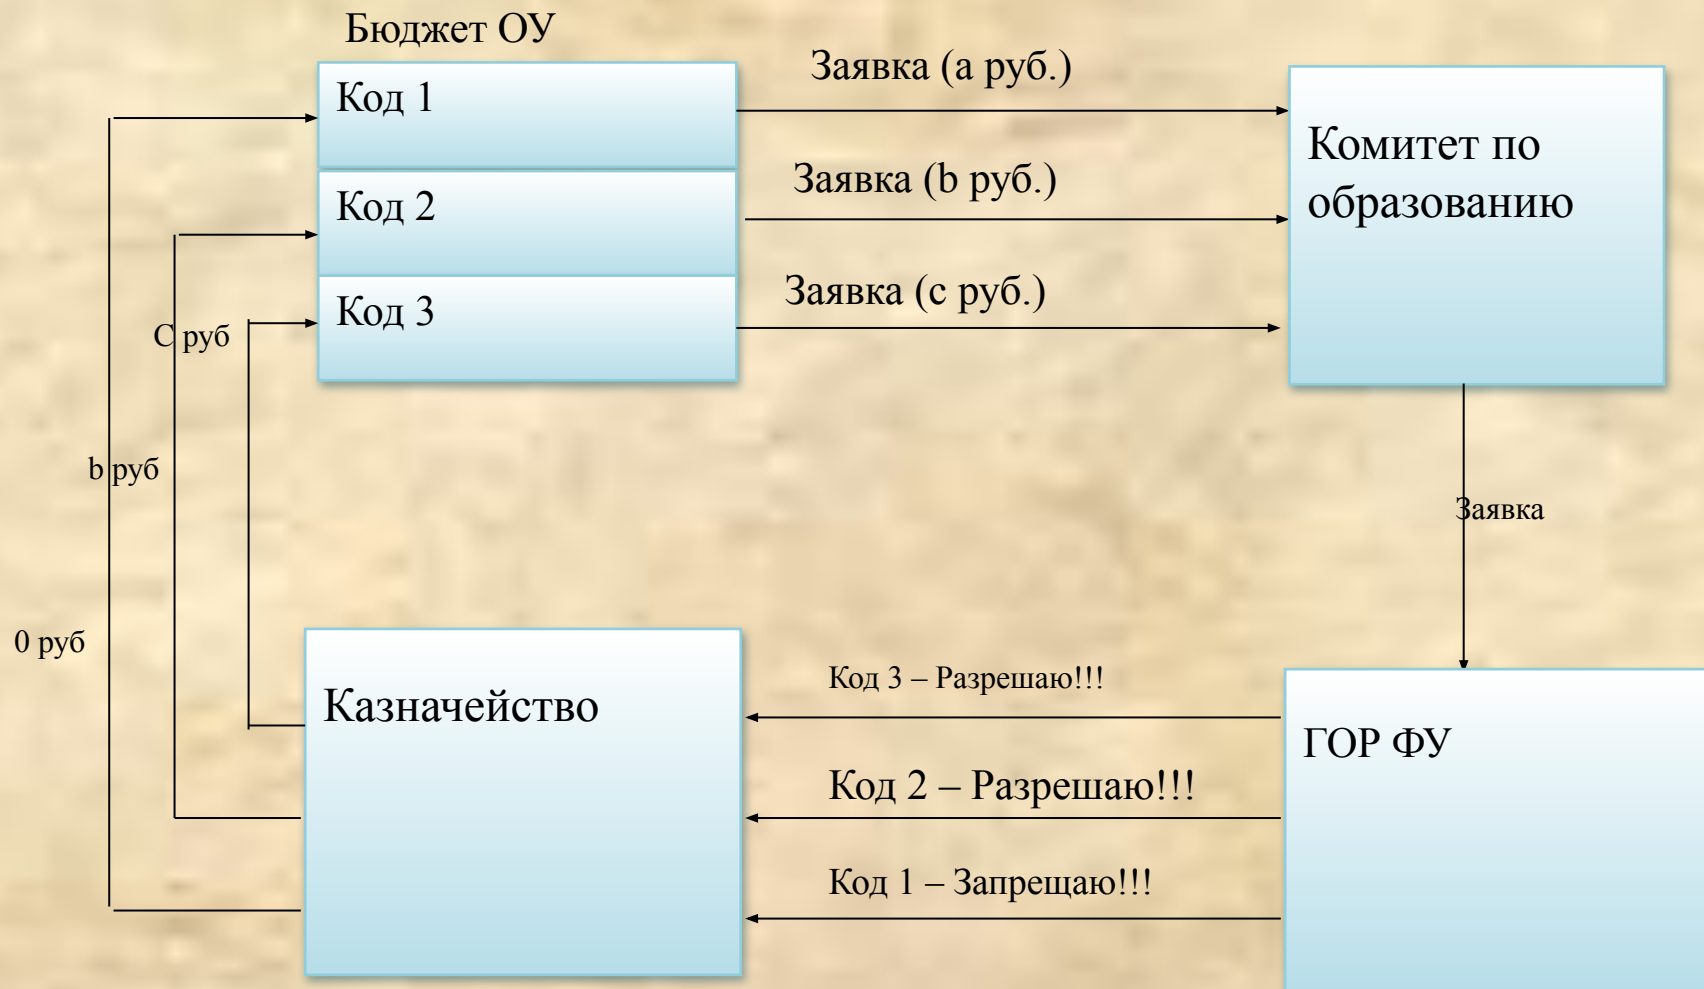 Бюджет ОУ
Код 1
Заявка (а руб.)
Код 2
Заявка (b руб.)
Код 3
Заявка (с руб.)
Комитет по
образованию
С руб
b руб
0 руб
Заявка
Казначейство
Код 3 – Разрешаю!!!
Код 2 – Разрешаю!!!
Код 1 – Запрещаю!!!
ГОР ФУ